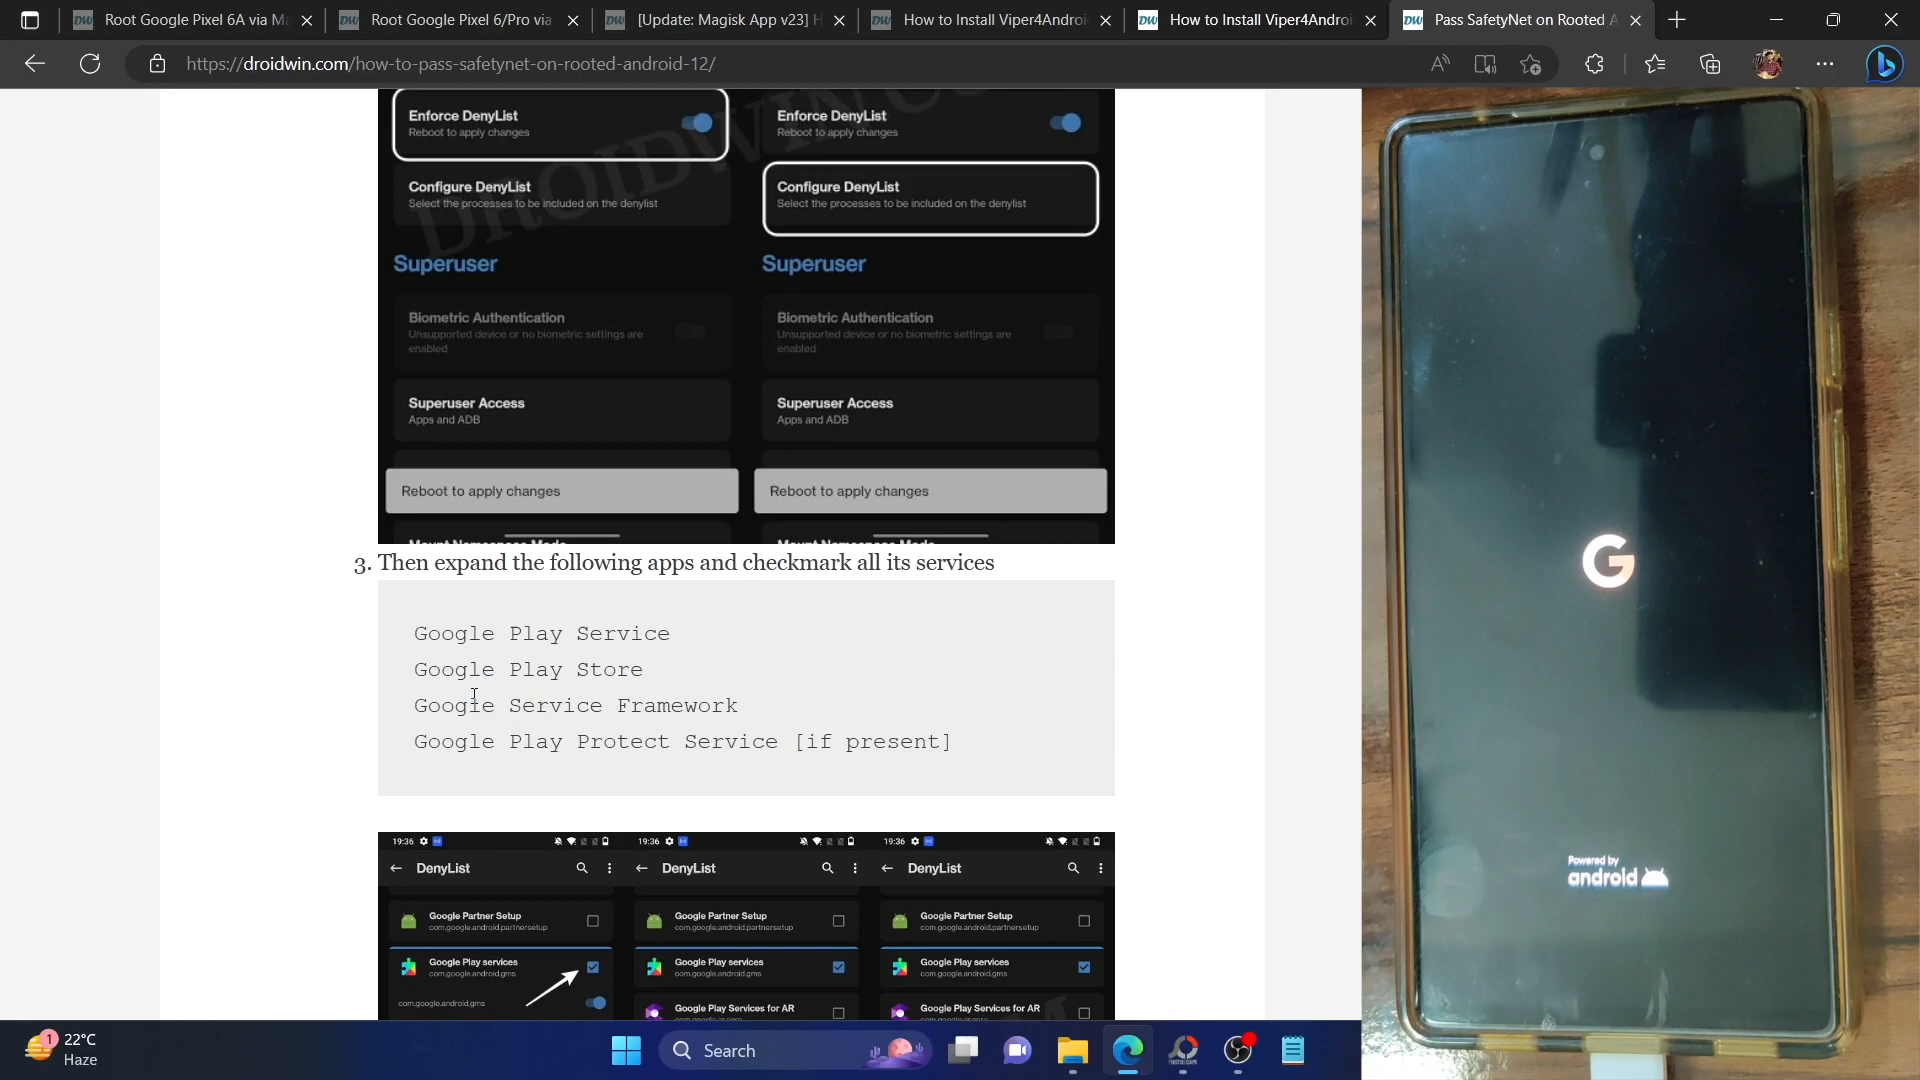 Root Google Pixel 6A via Ma
Root Google Pixel 6/Pro via
[Update: Magisk App v23] H
How to Install Viper4Androi
How to Install Viper4Androi
Pass SafetyNet on Rooted A
https://droidwin.com/how-to-pass-safetynet-on-rooted-android-12/
Enforce DenyList
Reboot to apply changes
Enforce DenyList
Reboot to apply changes
Configure DenyList
Select the processes to be included on the denylist
Configure DenyList
Select the processes to be included on the denylist
DROIDWIN.CO
Superuser
Superuser
Biometric Authentication
Unsupported device or no biometric settings are
enabled
Biometric Authentication
Unsupported device or no biometric settings are
enabled
Superuser Access
Apps and ADB
Superuser Access
Apps and ADB
Reboot to apply changes
Reboot to apply changes
Mount Namespace Mode
Mount Namespace Mode
3. Then expand the following apps and checkmark all its services
Google Play Service
Google Play Store
Google Service Framework
Google Play Protect Service [if present]
19:36
19:36
19:36
DenyList
DenyList
DenyList
Google Partner Setup
com.google.android.partnersetup
Google Partner Setup
com.google.android.partnersetup
Google Partner Setup
com.google.android.partnersetup
Google Play services
com.google.android.gms
Google Play services
com.google.android.gms
Google Play services
com.google.android.gms
com.google.android.gms
Google Play Services for AR
Google Play Services for AR
1
22°C
Haze
Search
G
Powered by
android